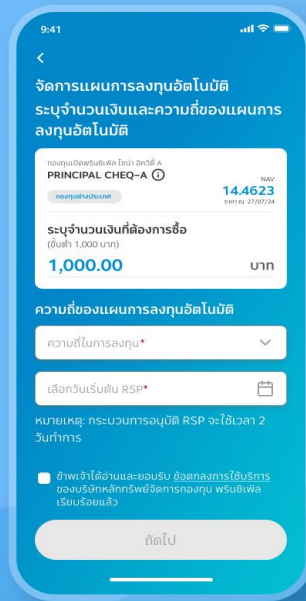 9:41
จัดการแผนการลงทุนอัตโนมัติ
ระบุจำนวนเงินและความถี่ของแผนการ
ลงทุนอัตโนมัติ
กองทุนเปิดพรินซิเพิล ไชน่า อิควิตี้ A
PRINCIPAL CHEQ-A
NAV
กองทุนต่างประเทศ
14.4623
ราคา ณ 27/07/24
ระบุจำนวนเงินที่ต้องการซื้อ
(ขั้นต่ำ 1,000 บาท)
1,000.00 บาท
ความถี่ของแผนการลงทุนอัตโนมัติ
ความถี่ในการลงทุน*
เลือกวันเริ่มต้น RSP*
หมายเหตุ: กระบวนการอนุมัติ RSP จะใช้เวลา 2
วันทำการ
ข้าพเจ้าได้อ่านและยอมรับ ข้อตกลงการใช้บริการ
ของบริษัทหลักทรัพย์จัดการกองทุน พรินซิเพิล
เรียบร้อยแล้ว
ถัดไป